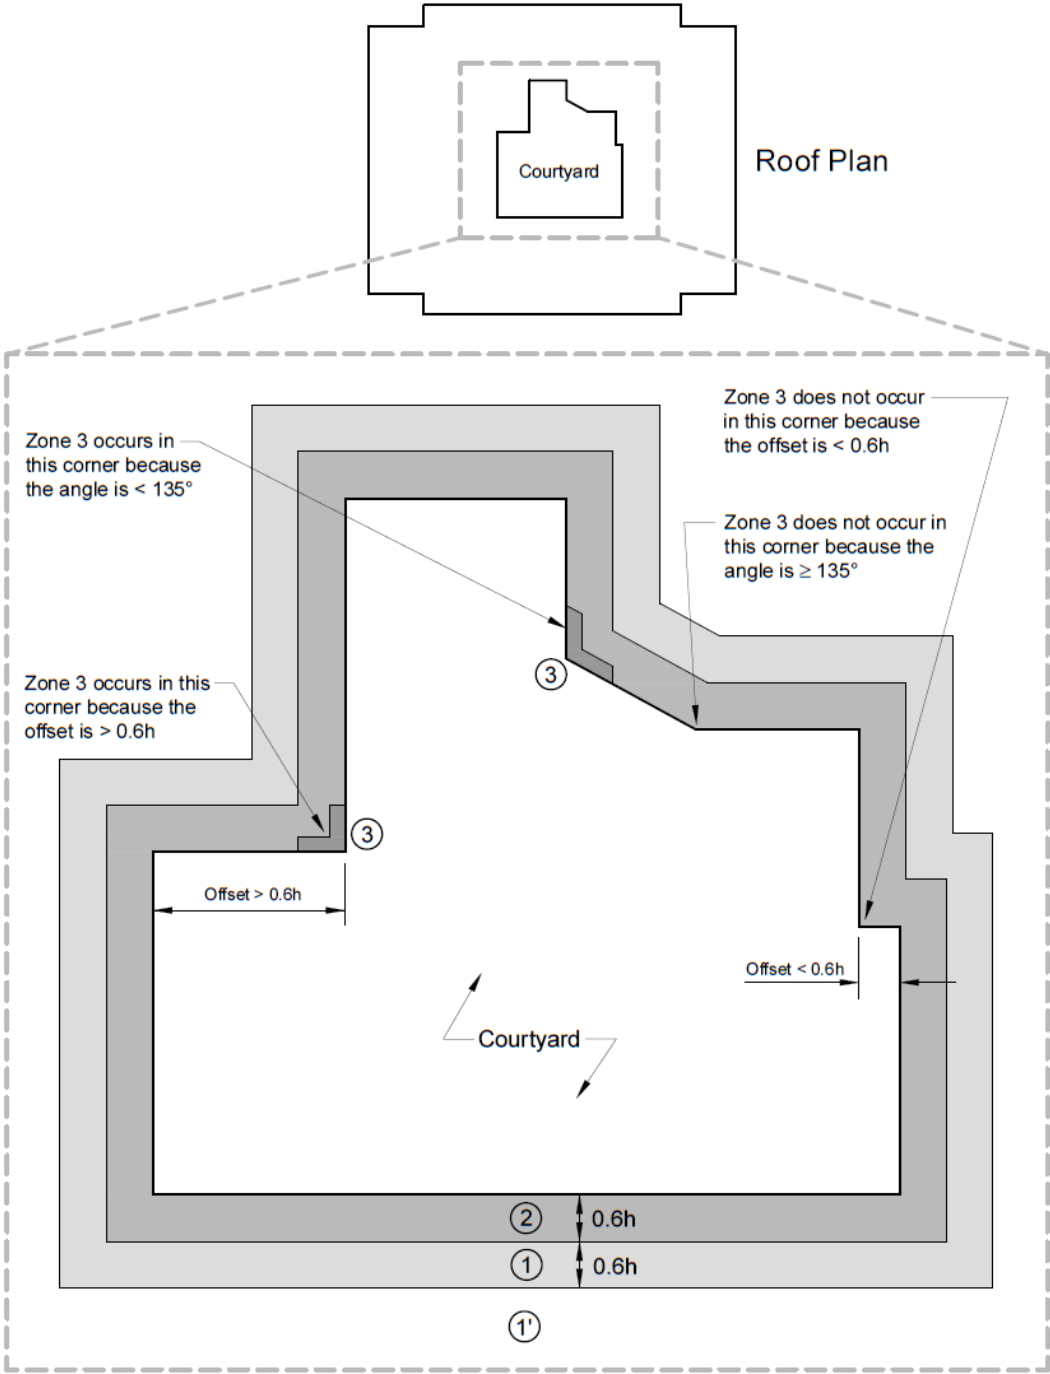 Courtyard
Roof Plan
Zone 3 does not occur
in this corner because
the offset is < 0.6h
Zone 3 occurs in
this corner because
the angle is < 135°
Zone 3 does not occur in
this corner because the
angle is ≥ 135°
3
Zone 3 occurs in this
corner because the
offset is > 0.6h
3
Offset > 0.6h
Offset < 0.6h
Courtyard
2 0.6h
1 0.6h
1'